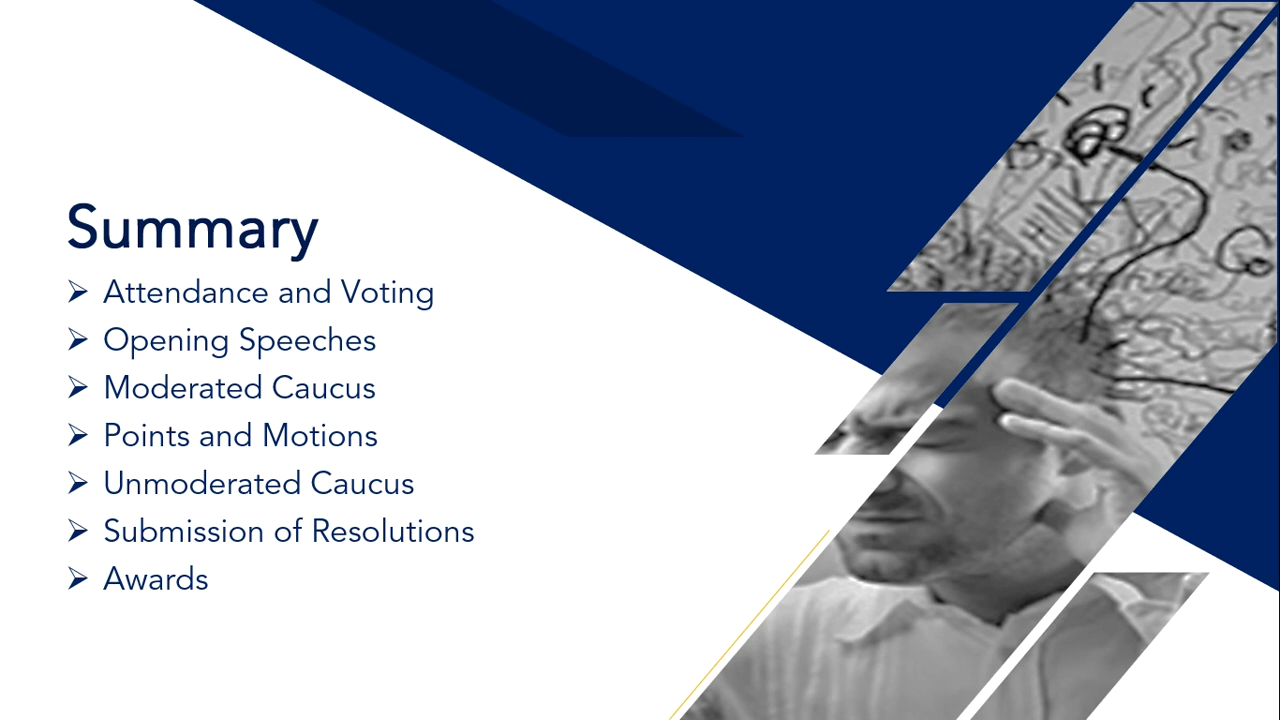 Summary
➢ Attendance and Voting
➢ Opening Speeches
➢ Moderated Caucus
➢ Points and Motions
➢ Unmoderated Caucus
➢ Submission of Resolutions
➢ Awards